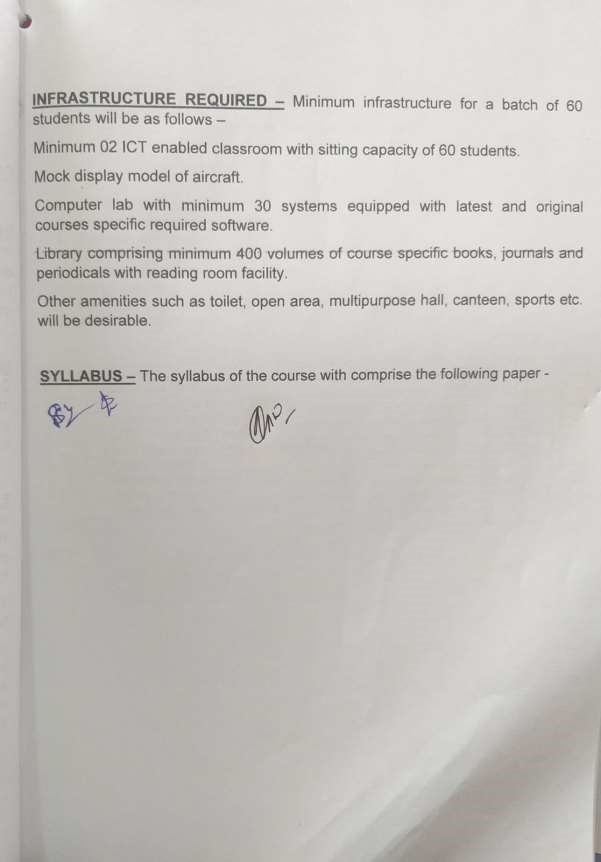 INFRASTRUCTURE REQUIRED – Minimum infrastructure for a batch of 60
students will be as follows –
Minimum 02 ICT enabled classroom with sitting capacity of 60 students.
Mock display model of aircraft.
Computer lab with minimum 30 systems equipped with latest and original
courses specific required software.
Library comprising minimum 400 volumes of course specific books, journals and
periodicals with reading room facility.
Other amenities such as toilet, open area, multipurpose hall, canteen, sports etc.
will be desirable.
SYLLABUS – The syllabus of the course with comprise the following paper -